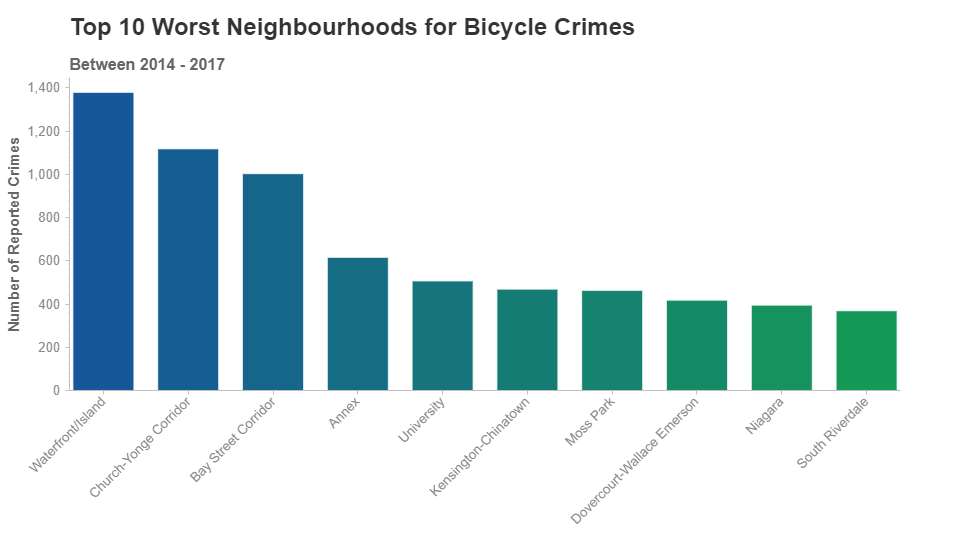 Top 10 Worst Neighbourhoods for Bicycle Crimes
Between 2014 - 2017
Number of Reported Crimes
1,400
1,200
1,000
800
600
400
200
0
Waterfront/Island
Church-Yonge Corridor
Bay Street Corridor
Annex
University
Kensington-Chinatown
Moss Park
Dovercourt-Wallace Emerson
Niagara
South Riverdale